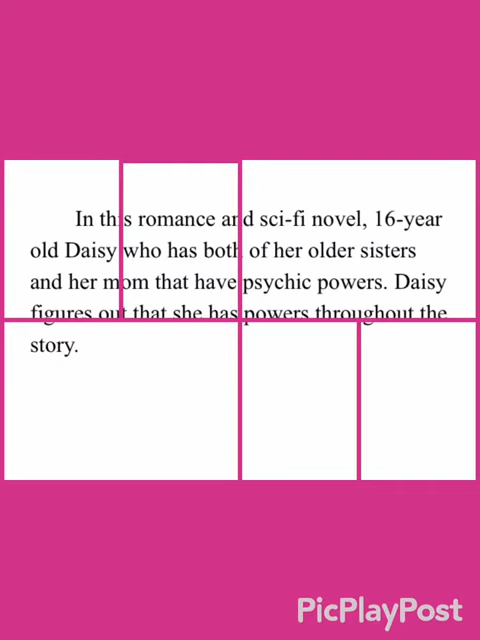 In this romance and sci-fi novel, 16-year
old Daisy who has both of her older sisters
and her mom that have psychic powers. Daisy
figures out that she has powers throughout the
story.
PicPlayPost